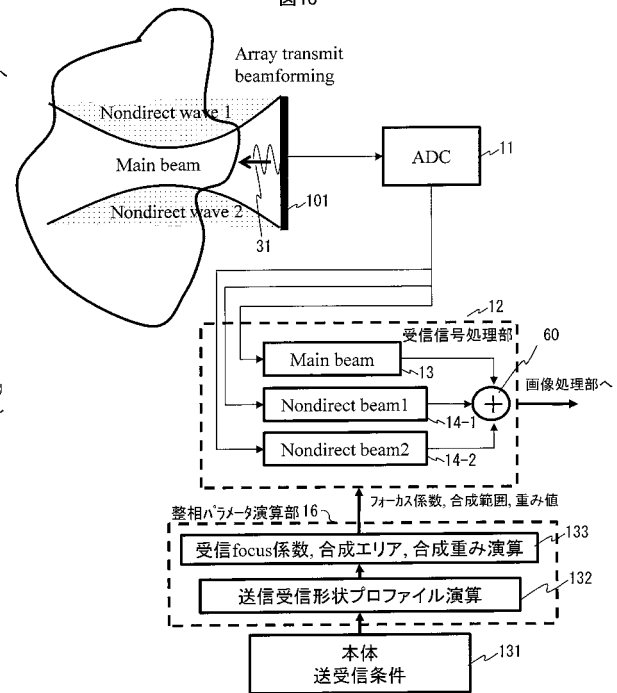 図16
Array transmit
beamforming
Nondirect wave 1
Main beam
Nondirect wave 2
31
101
ADC
11
12
受信信号処理部
60
Main beam
13
画像処理部へ
Nondirect beam1
14-1
Nondirect beam2
14-2
フォーカス係数, 合成範囲, 重み値
整相パラメータ演算部16
受信focus係数, 合成エリア, 合成重み演算
133
送信受信形状プロファイル演算
132
本体
送受信条件
131